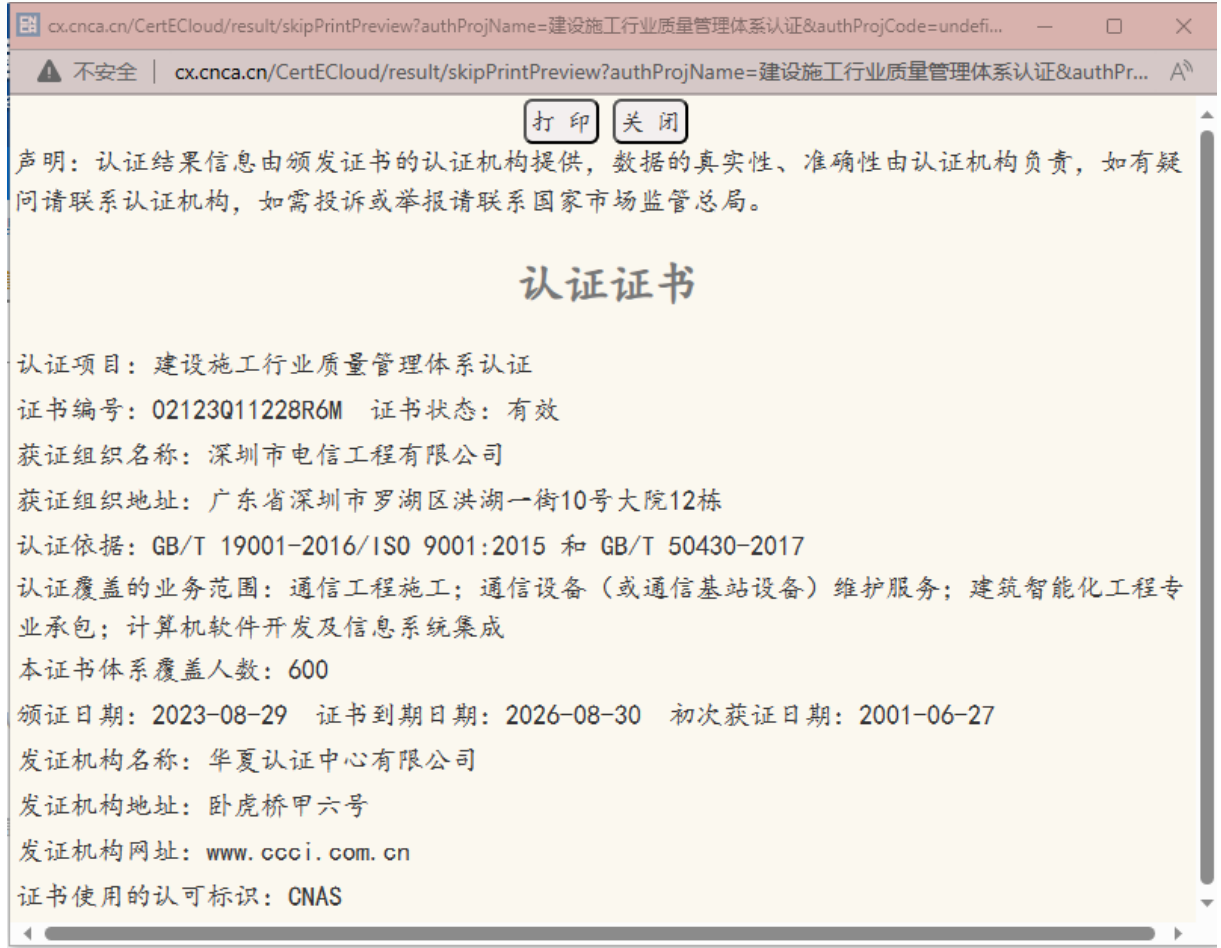 cx.cnca.cn/CertECloud/result/skipPrintPreview?authProjName=建设施工行业质量管理体系认证&authProjCode=undefi...
不安全 | cx.cnca.cn/CertECloud/result/skipPrintPreview?authProjName=建设施工行业质量管理体系认证&authPr...
打 印 关 闭
声明：认证结果信息由颁发证书的认证机构提供，数据的真实性、准确性由认证机构负责，如有疑
问请联系认证机构，如需投诉或举报请联系国家市场监管总局。
认证证书
认证项目：建设施工行业质量管理体系认证
证书编号：02123Q11228R6M 证书状态：有效
获证组织名称：深圳市电信工程有限公司
获证组织地址：广东省深圳市罗湖区洪湖一街10号大院12栋
认证依据：GB/T 19001-2016/ISO 9001:2015 和 GB/T 50430-2017
认证覆盖的业务范围：通信工程施工；通信设备（或通信基站设备）维护服务；建筑智能化工程专
业承包；计算机软件开发及信息系统集成
本证书体系覆盖人数：600
颁证日期：2023-08-29 证书到期日期：2026-08-30 初次获证日期：2001-06-27
发证机构名称：华夏认证中心有限公司
发证机构地址：卧虎桥甲六号
发证机构网址：www.ccci.com.cn
证书使用的认可标识：CNAS